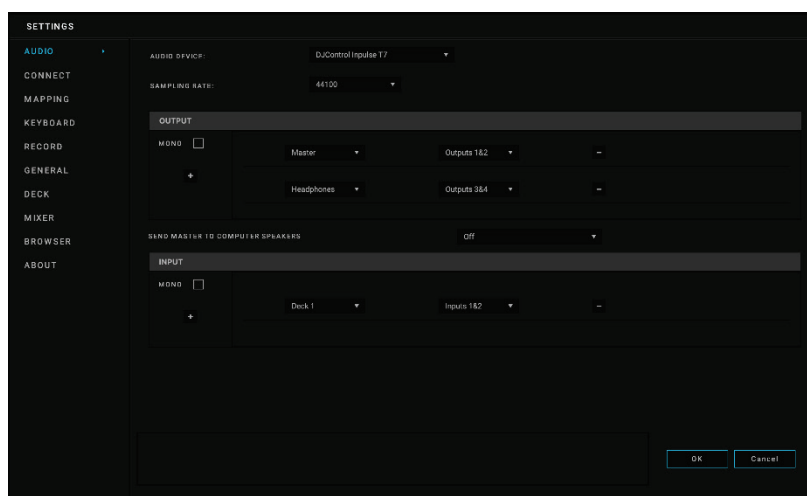 SETTINGS
AUDIO
CONNECT
MAPPING
KEYBOARD
RECORD
GENERAL
DECK
MIXER
BROWSER
ABOUT
AUDIO DEVICE: DJControl Inpulse T7
SAMPLING RATE: 44100
OUTPUT
MONO
Master Outputs 1&2 -
+
Headphones Outputs 3&4 -
SEND MASTER TO COMPUTER SPEAKERS Off
INPUT
MONO
Deck 1 Inputs 1&2 -
+
OK Cancel